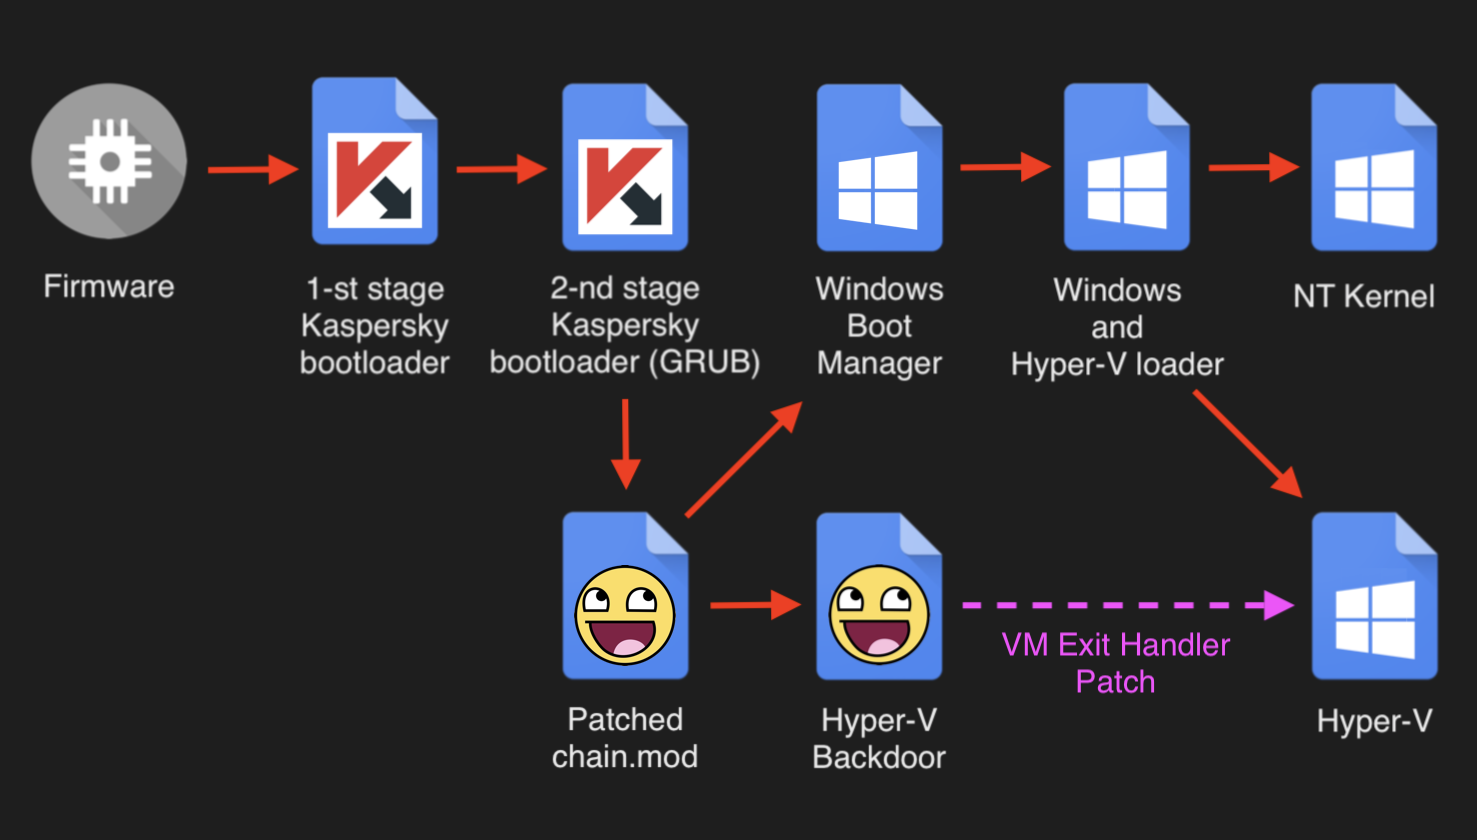 Firmware
1-st stage
Kaspersky
bootloader
2-nd stage
Kaspersky
bootloader (GRUB)
Windows
Boot
Manager
Windows
and
Hyper-V loader
NT Kernel
Patched
chain.mod
Hyper-V
Backdoor
VM Exit Handler
Patch
Hyper-V